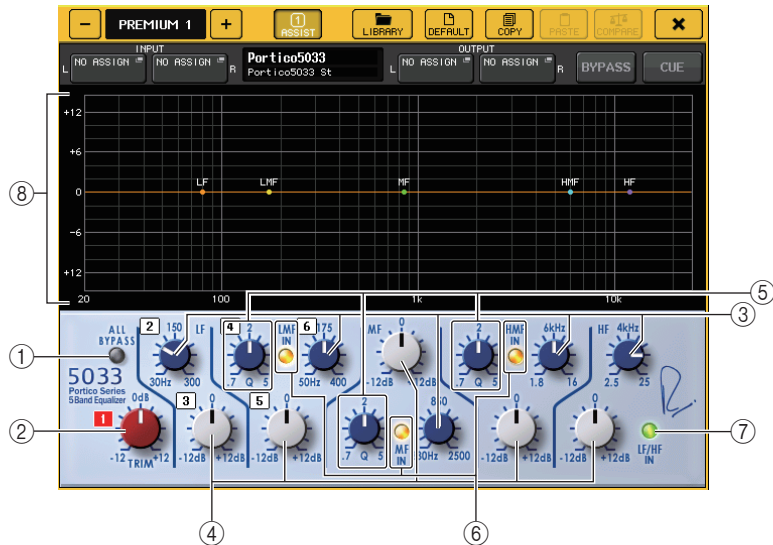 PREMIUM 1
1
ASSIST
LIBRARY
DEFAULT
COPY
PASTE
COMPARE
INPUT
OUTPUT
L NO ASSIGN NO ASSIGN R
Portico5033
Portico5033 St
L NO ASSIGN NO ASSIGN R
BYPASS
CUE
+12
+6
0
-6
+12
LF LMF MF HMF HF
20 100 1k 10k
8
5
3
1
2
4
6
7
ALL
BYPASS
2 150 LF
30Hz 300
4 2
.7 Q 5
LMF
IN
6 175
50Hz 400
MF 0
-12dB 12dB
2
.7 Q 5
HMF
IN
6kHz
1.8 16
HF 4kHz
2.5 25
5033
Portico Series
5Band Equalizer
1 0dB
-12 +12
TRIM
3 0
-12dB +12dB
5 0
-12dB +12dB
2
.7 Q 5
MF
IN
850
30Hz 2500
0
-12dB +12dB
0
-12dB +12dB
LF/HF
IN